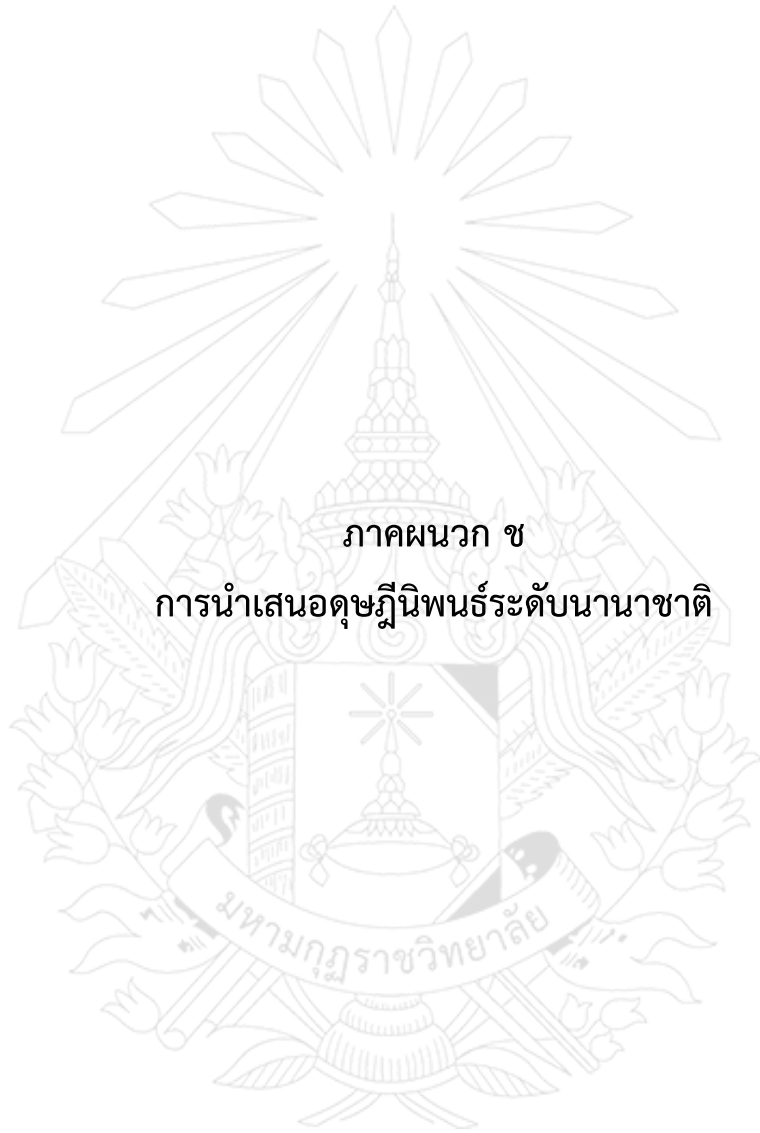 ภาคผนวก ช
การนำเสนอดุษฎีนิพนธ์ระดับนานาชาติ
มหามกุฏราชวิทยาลัย